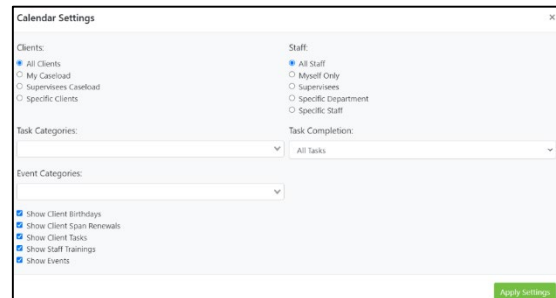 Calendar Settings
×
Clients:
All Clients
My Caseload
Supervisees Caseload
Specific Clients
Staff:
All Staff
Myself Only
Supervisees
Specific Department
Specific Staff
Task Categories:
Task Completion:
All Tasks
Event Categories:
Show Client Birthdays
Show Client Span Renewals
Show Client Tasks
Show Staff Trainings
Show Events
Apply Settings